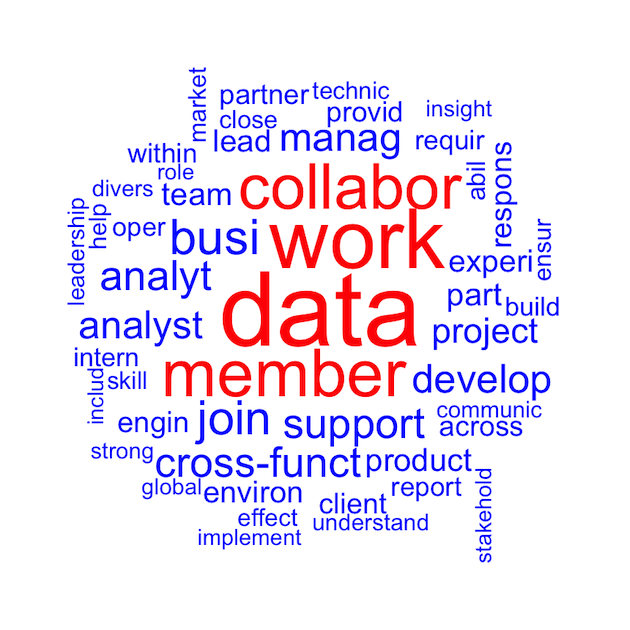 market
partner
technic
close
provid
insight
lead
manag
requir
within
role
divers
team
collabor
abil
respons
leadership
help
oper
busi
work
experi
ensur
analyt
data
part
build
analyst
project
intern
includ
skill
member
develop
engin
join
support
communic
across
strong
cross-funct
product
global
environ
client
report
stakehold
effect
understand
implement